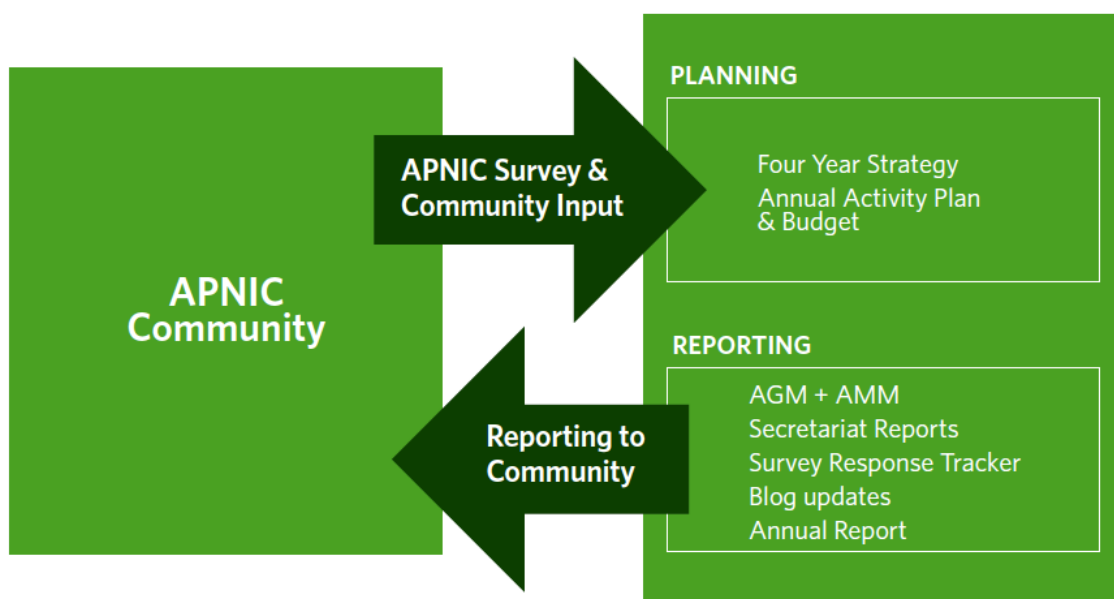 APNIC
Community
APNIC Survey &
Community Input
Reporting to
Community
PLANNING
Four Year Strategy
Annual Activity Plan
& Budget
REPORTING
AGM + AMM
Secretariat Reports
Survey Response Tracker
Blog updates
Annual Report